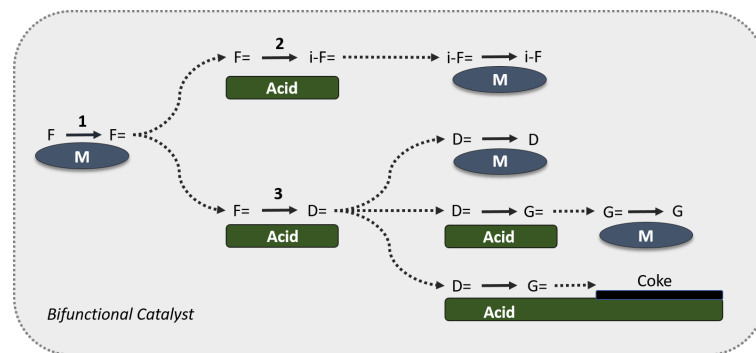 2
F= i-F= i-F= i-F
Acid M
1
F F=
M
D= D
M
3
F= D= D= G= G= G
Acid Acid M
D= G= Coke
Acid
Bifunctional Catalyst